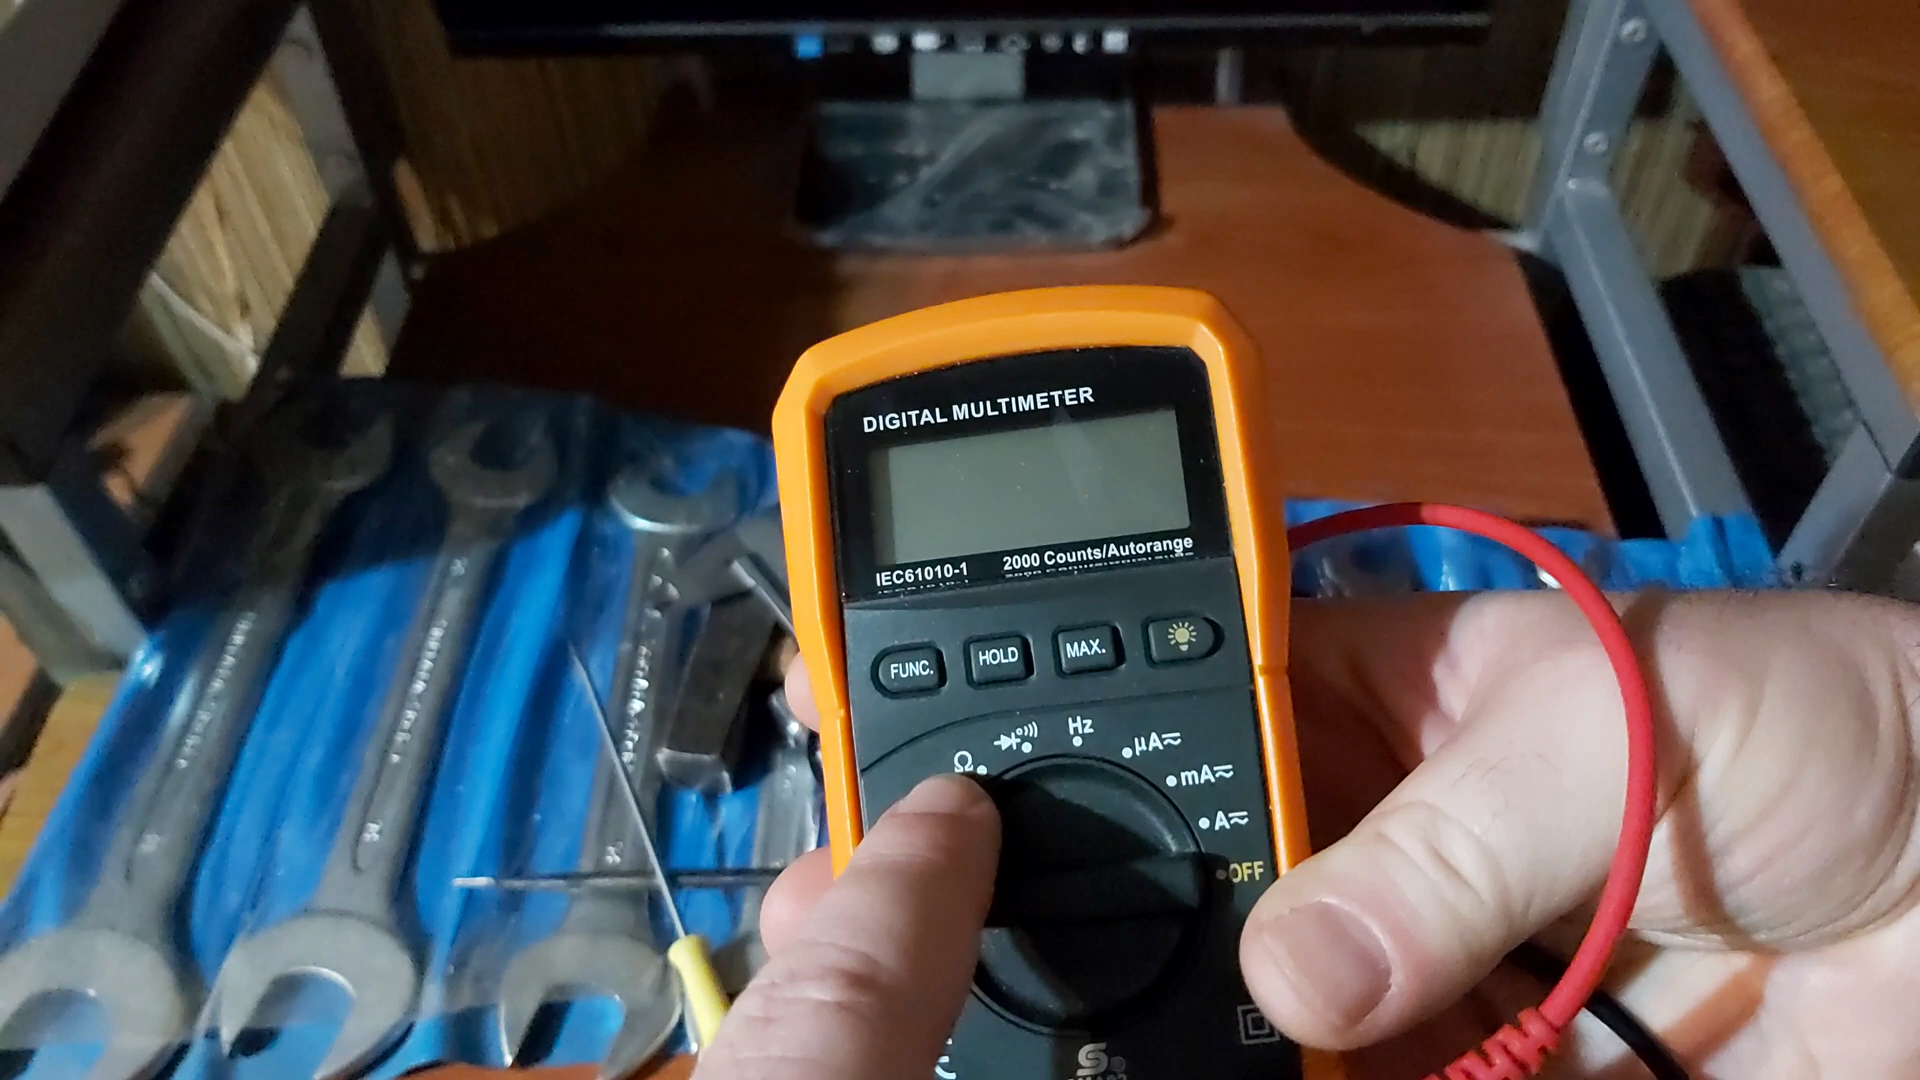 DIGITAL MULTIMETER
IEC61010-1 2000 Counts/Autorange
FUNC. HOLD MAX.
Hz
Ω
μA
mA
A
OFF